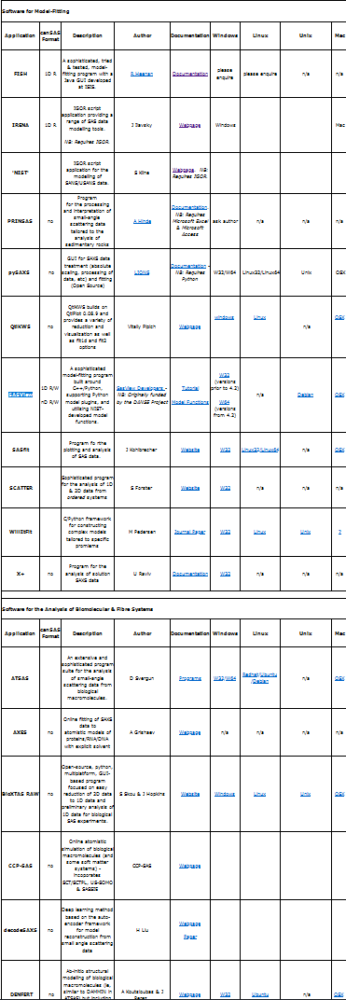 Software for Model-Fitting
Application
canSAS
Format
Description
Author
Documentation
Windows
Linux
Unix
Mac
FISH
1D R
A sophisticated, tried
& tested, model-
fitting program with a
Java GUI developed
at ISIS.
R Heenan
Documentation
please
enquire
please enquire
n/a
n/a
IRENA
1D R
IGOR script
application providing a
range of SAS data
modelling tools.
NB: Requires IGOR
J Ilavsky
Webpage
Windows
Mac
'NIST'
IGOR script
application for the
modelling of
SANS/USANS data.
S Kline
Webpage NB:
Requires IGOR
PRINSAS
no
Program
for the processing
and interpretation of
small-angle
scattering data
tailored to the
analysis of
sedimentary rocks
A Hinde
Documentation
NB: Requires
Microsoft Excel
& Microsoft
Access
ask author
n/a
n/a
n/a
pySAXS
no
GUI for SAXS data
treatment (absolute
scaling, processing of
data, etc) and fitting
(Open Source)
LIONS
Documentation -
NB: Requires
Python
W32/W64
Linux32/Linux64
Unix
OSX
QtiKWS
no
QtiKWS builds on
QtiPlot 0.08.9 and
provides a variety of
reduction and
visualization as well
as fit1d and fit2
options
Vitaliy Pipich
Webpage
windows
Linux
n/a
OSX
1D R/W
nD R/W
A sophisticated
model-fitting program
built around
C++/Python,
supporting Python
model plugins, and
utilising NIST-
developed model
functions.
SasView Developers -
NB: Originally funded
by the DANSE Project
Tutorial
Model Functions
W32
(versions
prior to 4.2)
W64
(versions
from 4.2)
n/a
Debian
OSX
SASfit
no
Program fo rthe
plotting and analysis
of SAS data.
J Kohlbrecher
Website
W32
Linux32/Linux64
n/a
OSX
SCATTER
no
Sophisticated program
for the analysis of 1D
& 2D data from
ordered systems
S Forster
Website
W32
n/a
n/a
n/a
WillItFit
no
C/Python framework
for constructing
complex models
tailored to specific
problems
M Pedersen
Journal Paper
W32
Linux
Unix
?
X+
no
Program for the
analysis of solution
SAXS data
U Raviv
Documentation
W32
n/a
n/a
n/a
Software for the Analysis of Biomolecular & Fibre Systems
Application
canSAS
Format
Description
Author
Documentation
Windows
Linux
Unix
Mac
ATSAS
no
An extensive and
sophisticated program
suite for the analysis
of small-angle
scattering data from
biological
macromolecules.
D Svergun
Programs
W32/W64
Redhat/Ubuntu
/Debian
n/a
OSX
AXES
no
Online fitting of SAXS
data to
atomistic models of
proteins/RNA/DNA
with explicit solvent
A Grishaev
Webpage
n/a
n/a
n/a
n/a
BioXTAS RAW
no
Open-source, python,
multiplatform, GUI-
based program
focused on easy
reduction of 2D data
to 1D data and
preliminary analysis of
1D data for biological
SAS experiments.
S Skou & J Hopkins
Website
Windows
Linux
Unix
OSX
CCP-SAS
no
Online atomistic
simulation of biological
macromolecules (and
some soft matter
systems) -
incporates
SCT/SCTPL, US-SOMO
& SASSIE
CCP-SAS
Webpage
decodeSAXS
no
Deep learning method
based on the auto-
encoder framework
for model
reconstruction from
small angle scattering
data
H Liu
Webpage
Paper
DENFERT
no
Ab-initio structural
modelling of biological
macromolecules (ie,
similar to DAMMIN in
ATSAS) but including
A Koutsioubas & J
Perez
Webpage
W32
Ubuntu
n/a
OSX